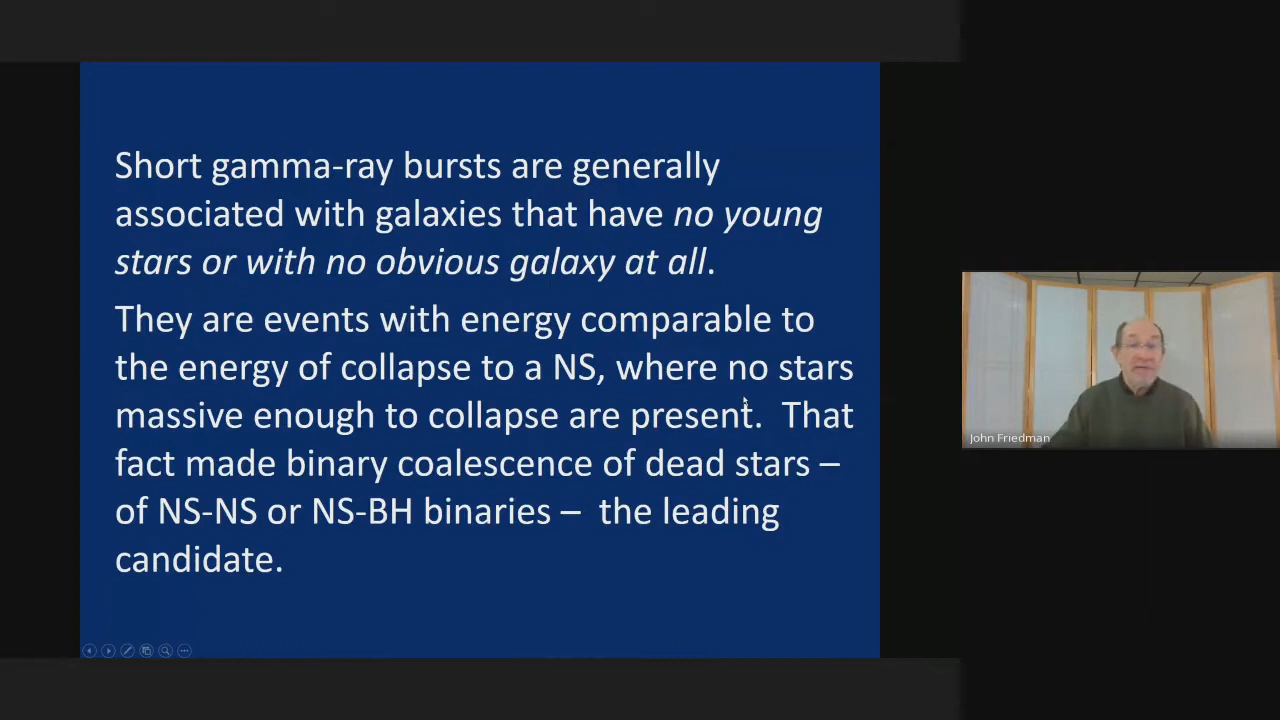 Short gamma-ray bursts are generally
associated with galaxies that have no young
stars or with no obvious galaxy at all.
They are events with energy comparable to
the energy of collapse to a NS, where no stars
massive enough to collapse are present.  That
fact made binary coalescence of dead stars –
of NS-NS or NS-BH binaries –  the leading
candidate.
John Friedman